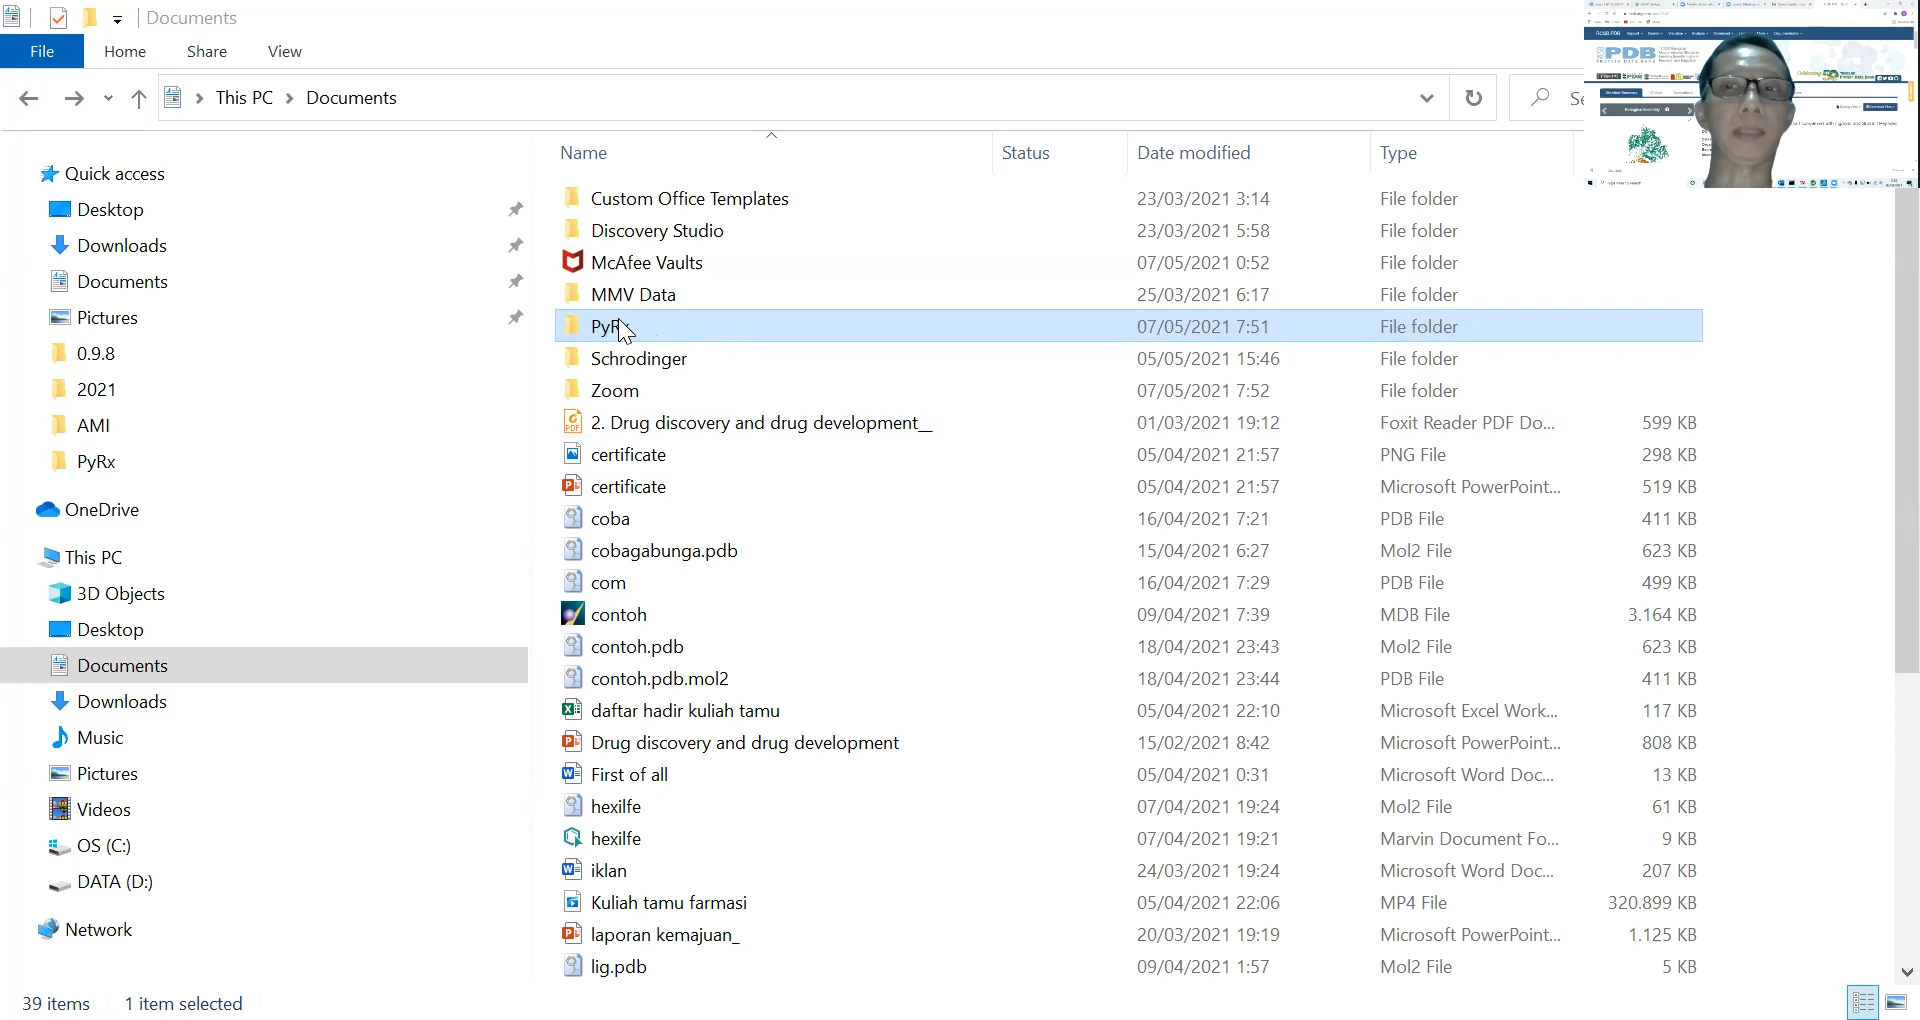 Documents
File Home Share View
This PC Documents
Se
PDB
PROTEIN DATA BANK
Name Status Date modified Type
Custom Office Templates 23/03/2021 3:14 File folder
Discovery Studio 23/03/2021 5:58 File folder
McAfee Vaults 07/05/2021 0:52 File folder
MMV Data 25/03/2021 6:17 File folder
PyRx 07/05/2021 7:51 File folder
Schrodinger 05/05/2021 15:46 File folder
Zoom 07/05/2021 7:52 File folder
2. Drug discovery and drug development__ 01/03/2021 19:12 Foxit Reader PDF Do... 599 KB
certificate 05/04/2021 21:57 PNG File 298 KB
certificate 05/04/2021 21:57 Microsoft PowerPoint... 519 KB
coba 16/04/2021 7:21 PDB File 411 KB
cobagabunga.pdb 15/04/2021 6:27 Mol2 File 623 KB
com 16/04/2021 7:29 PDB File 499 KB
contoh 09/04/2021 7:39 MDB File 3.164 KB
contoh.pdb 18/04/2021 23:43 Mol2 File 623 KB
contoh.pdb.mol2 18/04/2021 23:44 PDB File 411 KB
daftar hadir kuliah tamu 05/04/2021 22:10 Microsoft Excel Work... 117 KB
Drug discovery and drug development 15/02/2021 8:42 Microsoft PowerPoint... 808 KB
First of all 05/04/2021 0:31 Microsoft Word Doc... 13 KB
hexilfe 07/04/2021 19:24 Mol2 File 61 KB
hexilfe 07/04/2021 19:21 Marvin Document Fo... 9 KB
iklan 24/03/2021 19:24 Microsoft Word Doc... 207 KB
Kuliah tamu farmasi 05/04/2021 22:06 MP4 File 320.899 KB
laporan kemajuan_ 20/03/2021 19:19 Microsoft PowerPoint... 1.125 KB
lig.pdb 09/04/2021 1:57 Mol2 File 5 KB
Quick access
Desktop
Downloads
Documents
Pictures
0.9.8
2021
AMI
PyRx
OneDrive
This PC
3D Objects
Desktop
Documents
Downloads
Music
Pictures
Videos
OS (C:)
DATA (D:)
Network
39 items 1 item selected